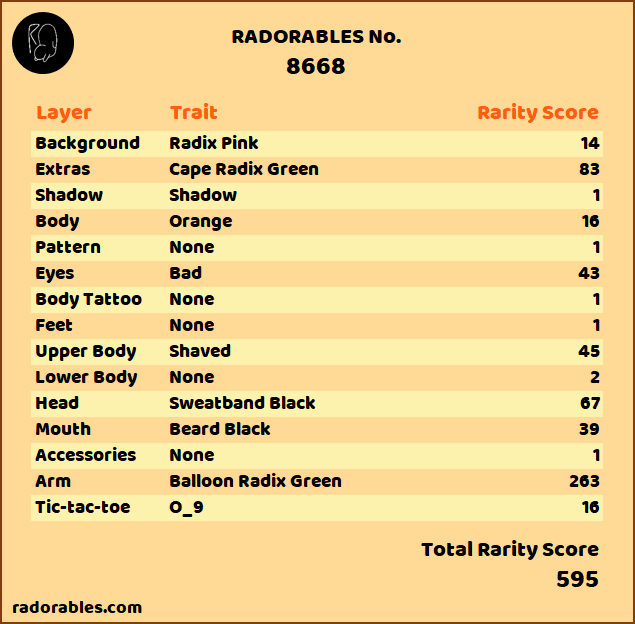 RADORABLES No.
8668
Layer Trait Rarity Score
Background Radix Pink 14
Extras Cape Radix Green 83
Shadow Shadow 1
Body Orange 16
Pattern None 1
Eyes Bad 43
Body Tattoo None 1
Feet None 1
Upper Body Shaved 45
Lower Body None 2
Head Sweatband Black 67
Mouth Beard Black 39
Accessories None 1
Arm Balloon Radix Green 263
Tic-tac-toe O_9 16
Total Rarity Score
595
radorables.com